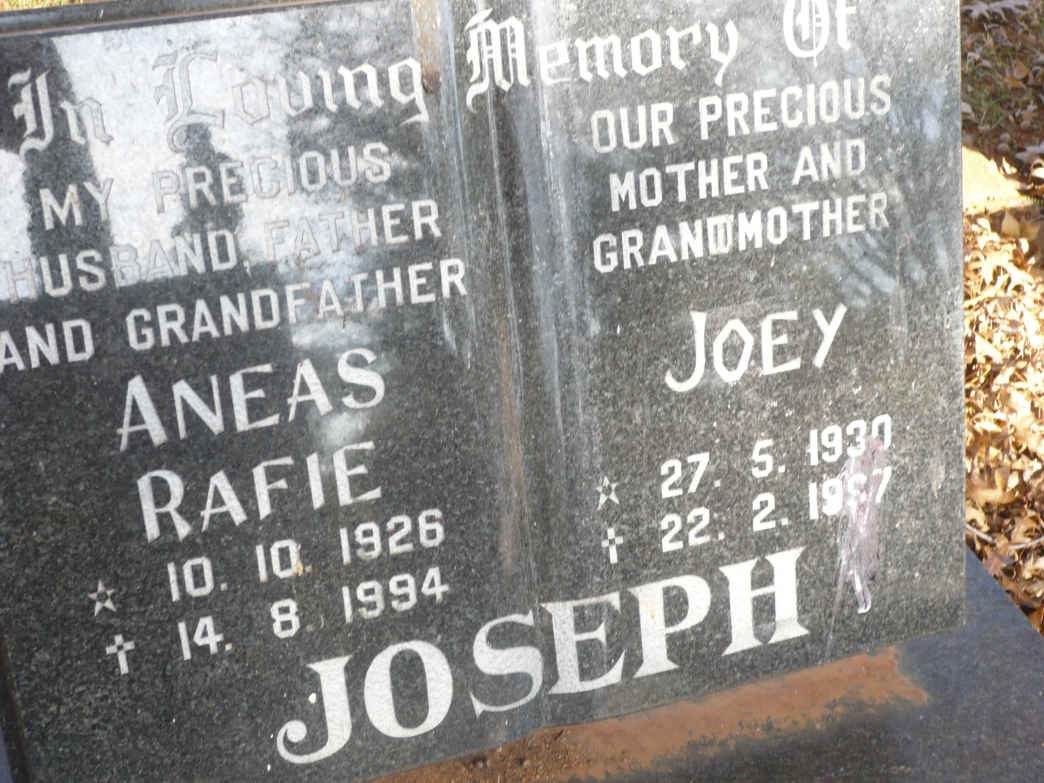 In Loving Memory Of
MY PRECIOUS
HUSBAND, FATHER
AND GRANDFATHER
ANEAS
RAFIE
10. 10. 1926
14. 8. 1994
OUR PRECIOUS
MOTHER AND
GRANDMOTHER
JOEY
27. 5. 1930
22. 2.
JOSEPH